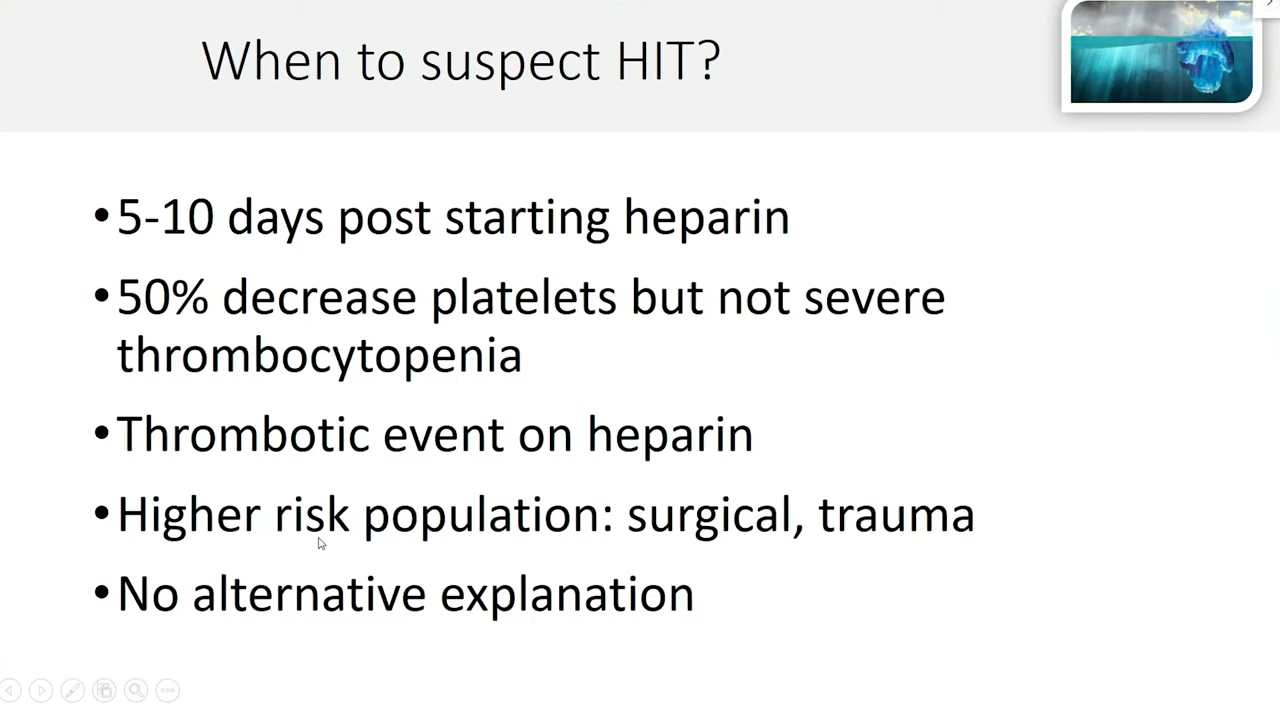 When to suspect HIT?
•5-10 days post starting heparin
•50% decrease platelets but not severe
thrombocytopenia
•Thrombotic event on heparin
•Higher risk population: surgical, trauma
•No alternative explanation